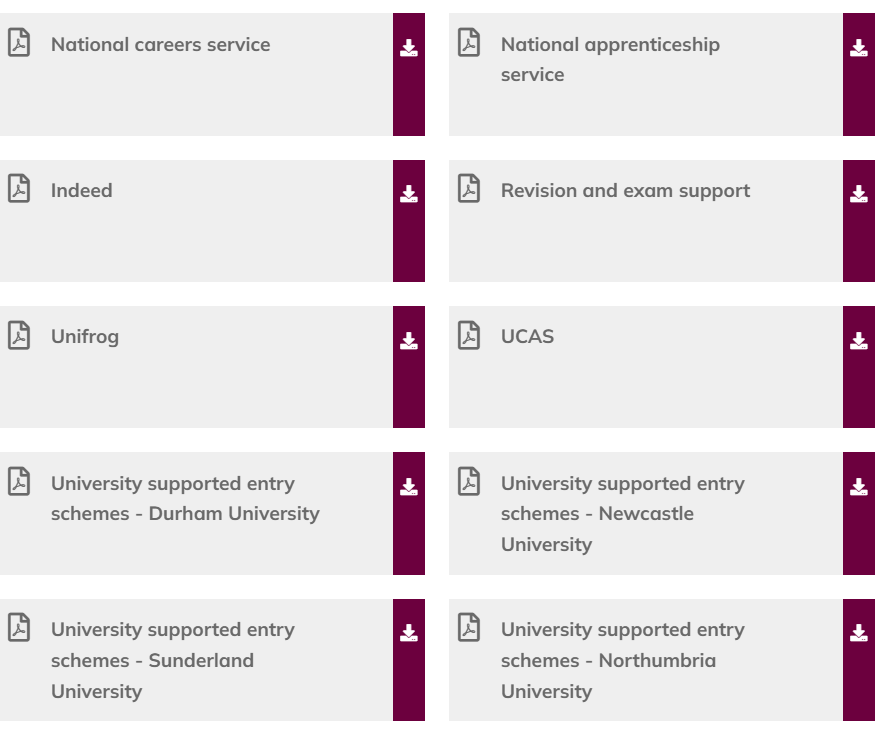 National careers service
National apprenticeship
service
Indeed
Revision and exam support
Unifrog
UCAS
University supported entry
schemes - Durham University
University supported entry
schemes - Newcastle
University
University supported entry
schemes - Sunderland
University
University supported entry
schemes - Northumbria
University